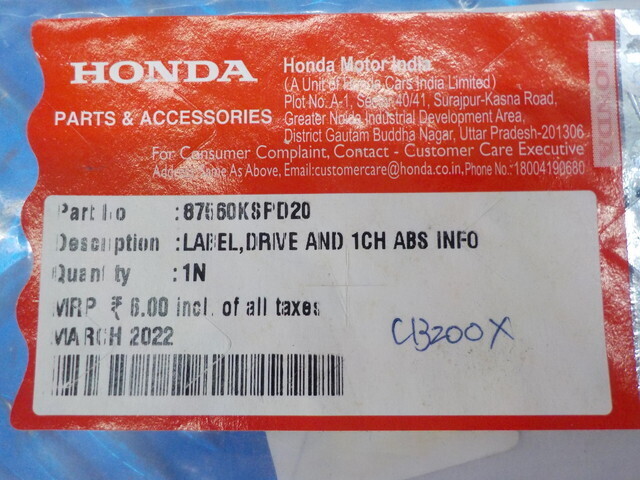 HONDA
PARTS & ACCESSORIES
Honda Motor India
(A Unit of Honda Cars India Limited)
Plot No. A-1, Sector 40/41, Surajpur-Kasna Road,
Greater Noida Industrial Development Area,
District Gautam Buddha Nagar, Uttar Pradesh-201306
For Consumer Complaint, Contact - Customer Care Executive
Address Same As Above, Email:customercare@honda.co.in, Phone No.: 18004190680
HONDA
Part No : 87560KSPD20
Description : LABEL,DRIVE AND 1CH ABS INFO
Quantity : 1N
MRP ₹ 6.00 incl. of all taxes
MARCH 2022
CB200X